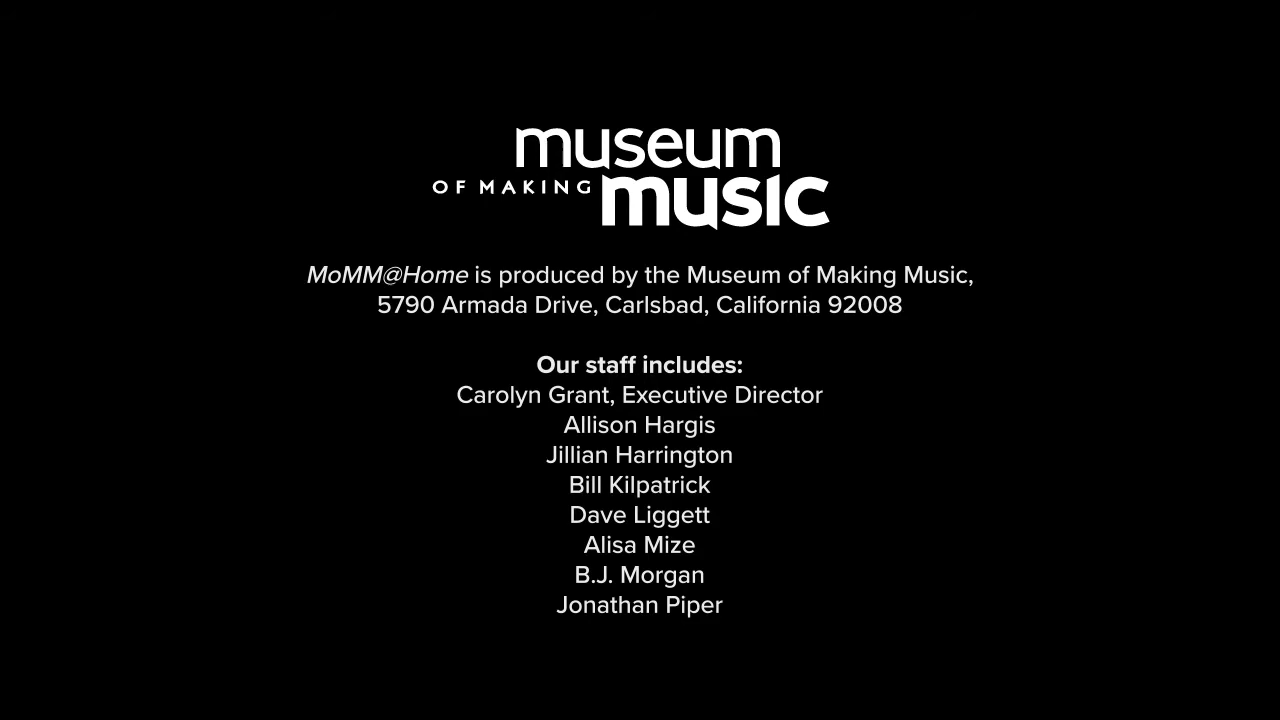 museum
OF MAKING music
MoMM@Home is produced by the Museum of Making Music,
5790 Armada Drive, Carlsbad, California 92008
Our staff includes:
Carolyn Grant, Executive Director
Allison Hargis
Jillian Harrington
Bill Kilpatrick
Dave Liggett
Alisa Mize
B.J. Morgan
Jonathan Piper